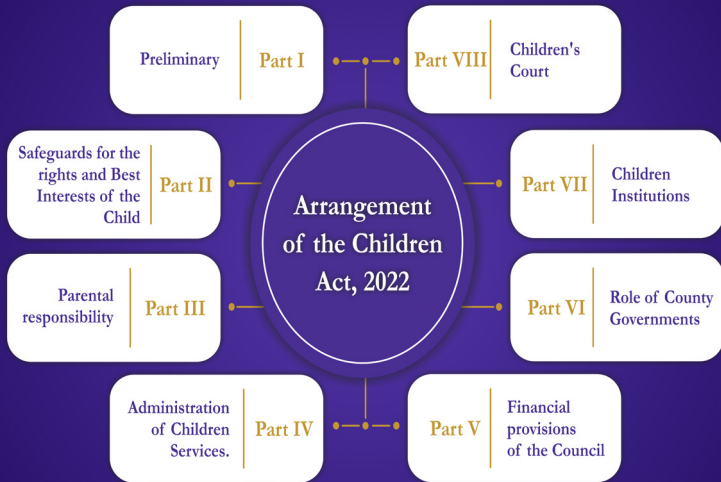 Arrangement
of the Children
Act, 2022
Preliminary
Part I
Safeguards for the
rights and Best
Interests of the
Child
Part II
Parental
responsibility
Part III
Administration
of Children
Services.
Part IV
Part V
Financial
provisions
of the Council
Part VI
Role of County
Governments
Part VII
Children
Institutions
Part VIII
Children's
Court